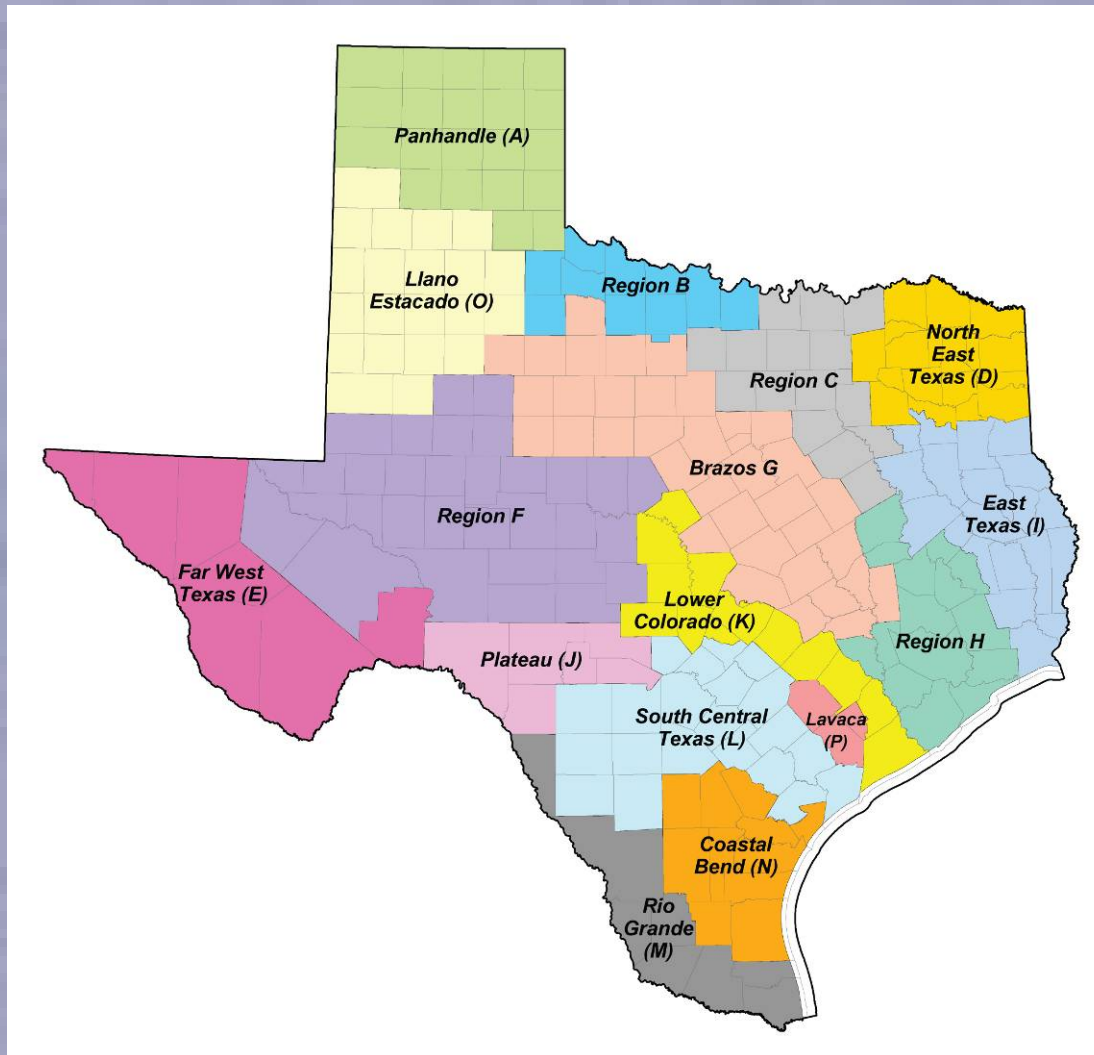 Panhandle (A)
Llano
Estacado (O)
Region B
North
East
Texas (D)
Region C
Brazos G
East
Texas (I)
Region F
Far West
Texas (E)
Lower
Colorado (K)
Region H
Plateau (J)
South Central
Texas (L)
Lavaca
(P)
Coastal
Bend (N)
Rio
Grande
(M)